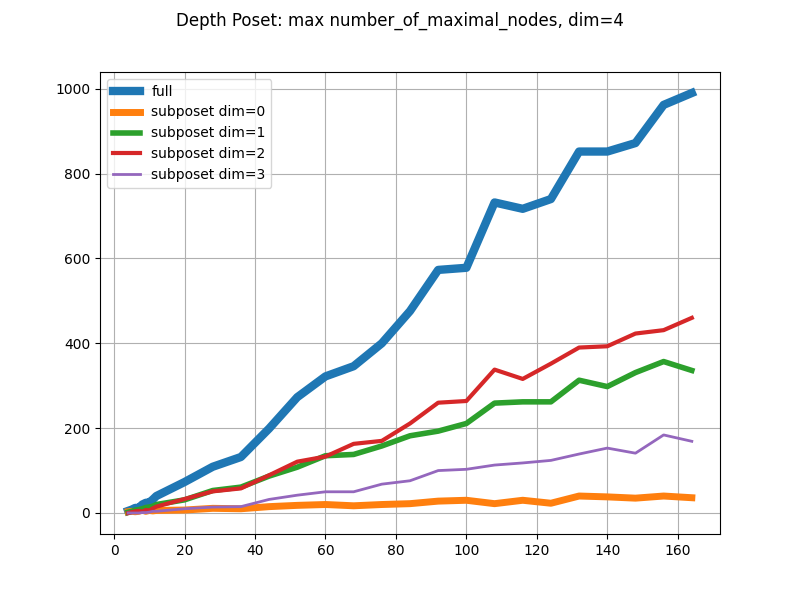 Depth Poset: max number_of_maximal_nodes, dim=4
full
subposet dim=0
subposet dim=1
subposet dim=2
subposet dim=3
1000
800
600
400
200
0
0 20 40 60 80 100 120 140 160